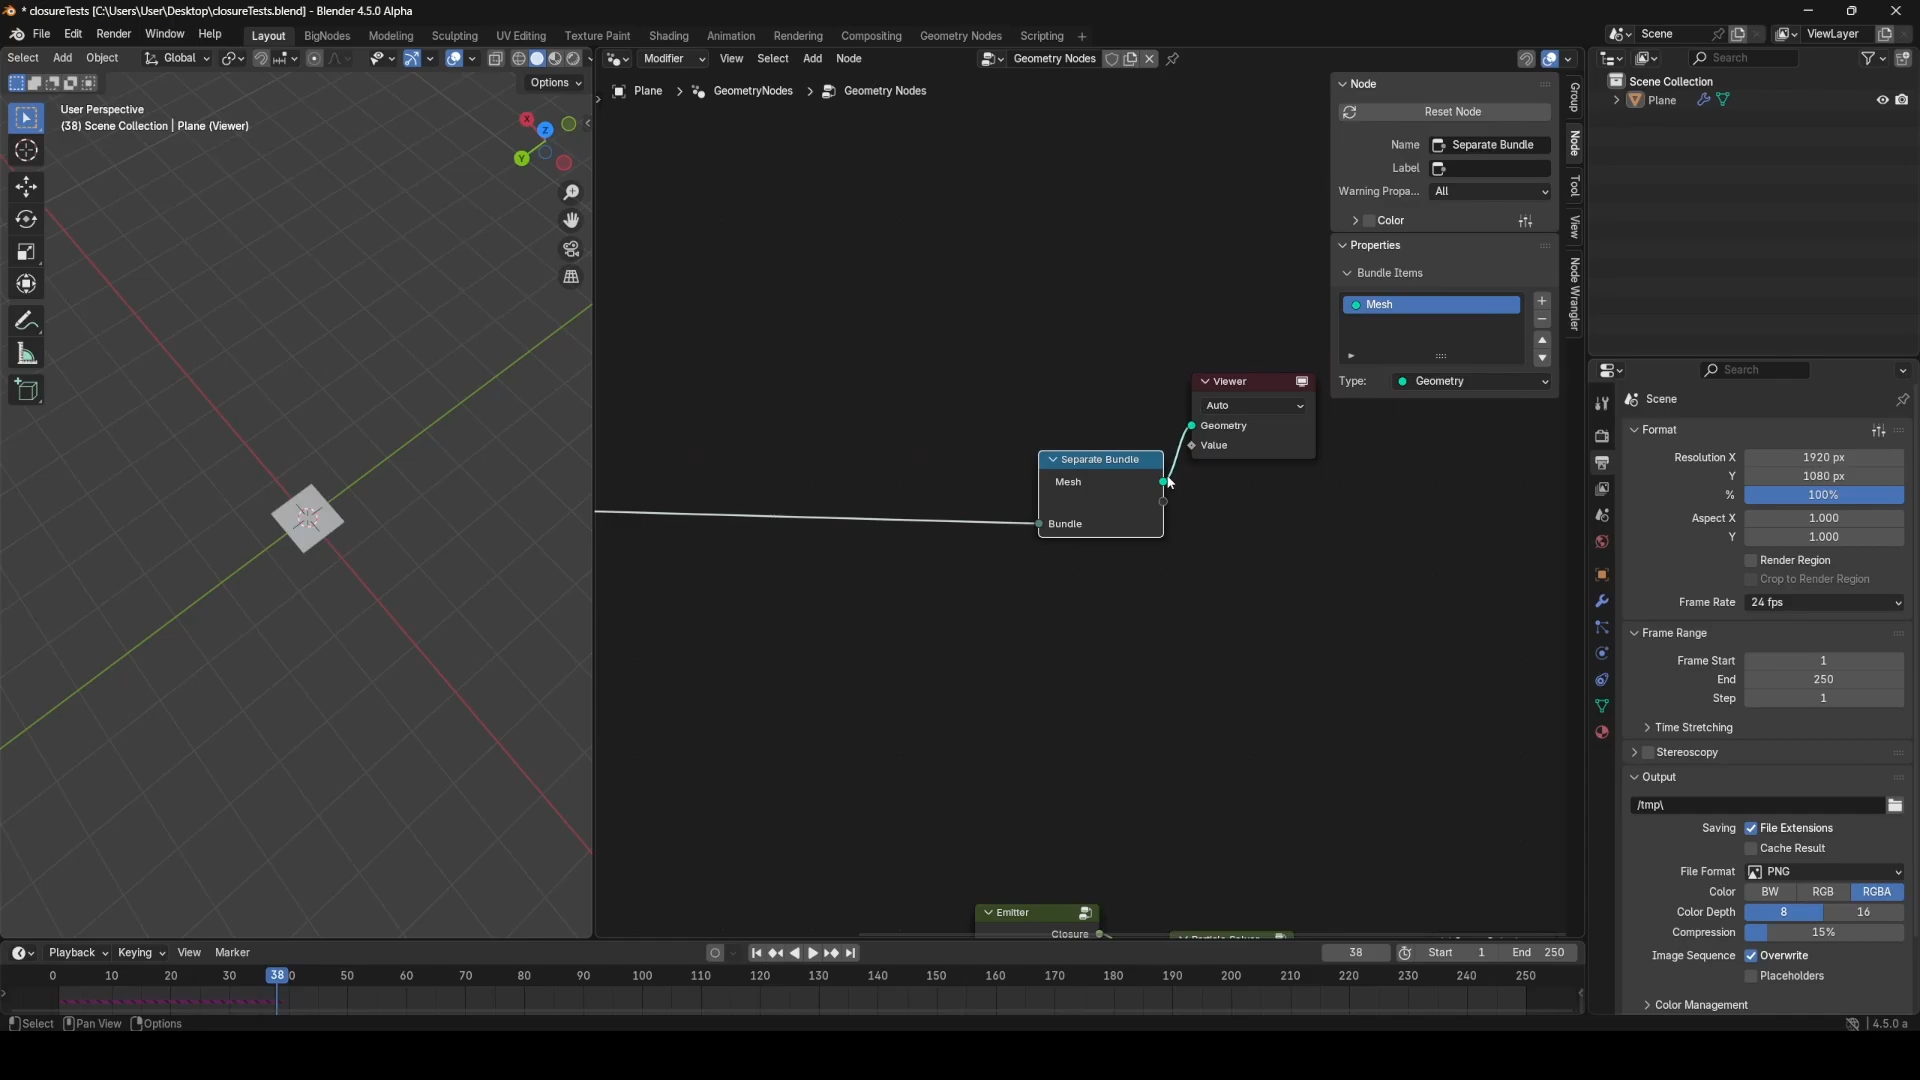 * closureTests [C:\Users\User\Desktop\closureTests.blend] - Blender 4.5.0 Alpha
File Edit Render Window Help Layout BigNodes Modeling Sculpting UV Editing Texture Paint Shading Animation Rendering Compositing Geometry Nodes Scripting + Scene ViewLayer
Select Add Object Global Modifier View Select Add Node Geometry Nodes Search
Options
Plane > GeometryNodes > Geometry Nodes
User Perspective
(38) Scene Collection | Plane (Viewer)
X
Z
Y
Node
Reset Node
Name Separate Bundle
Label
Warning Propa... All
Color
Properties
Bundle Items
Mesh
Type: Geometry
Group
Node
Tool
View
Node Wrangler
Viewer
Auto
Geometry
Value
Separate Bundle
Mesh
Bundle
Emitter
Closure
Scene Collection
Plane
Search
Scene
Format
Resolution X 1920 px
Y 1080 px
% 100%
Aspect X 1.000
Y 1.000
Render Region
Crop to Render Region
Frame Rate 24 fps
Frame Range
Frame Start 1
End 250
Step 1
Time Stretching
Stereoscopy
Output
/tmp\
Saving File Extensions
Cache Result
File Format PNG
Color BW RGB RGBA
Color Depth 8 16
Compression 15%
Image Sequence Overwrite
Placeholders
Color Management
Playback Keying View Marker 38 Start 1 End 250
0 10 20 30 38 50 60 70 80 90 100 110 120 130 140 150 160 170 180 190 200 210 220 230 240 250
Select Pan View Options 4.5.0 a